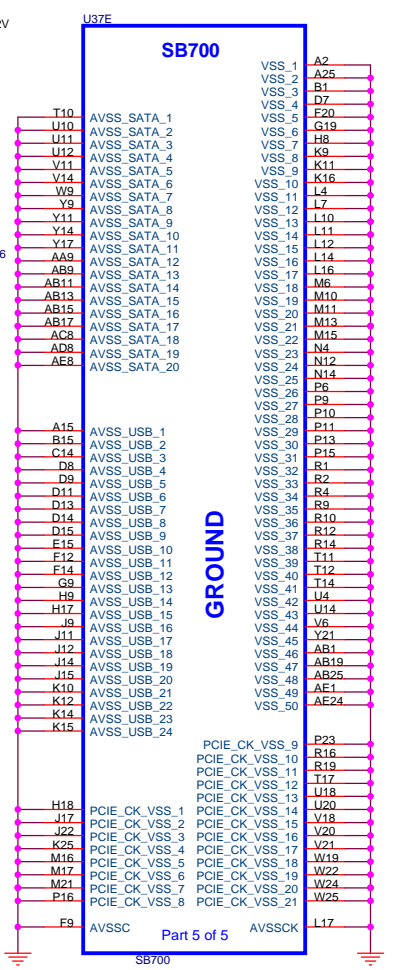 U37E
SB700
T10 AVSS_SATA_1
U10 AVSS_SATA_2
U11 AVSS_SATA_3
U12 AVSS_SATA_4
V11 AVSS_SATA_5
V14 AVSS_SATA_6
W9 AVSS_SATA_7
Y9 AVSS_SATA_8
Y11 AVSS_SATA_9
Y14 AVSS_SATA_10
Y17 AVSS_SATA_11
AA9 AVSS_SATA_12
AB9 AVSS_SATA_13
AB11 AVSS_SATA_14
AB13 AVSS_SATA_15
AB15 AVSS_SATA_16
AB17 AVSS_SATA_17
AC8 AVSS_SATA_18
AD8 AVSS_SATA_19
AE8 AVSS_SATA_20
A15 AVSS_USB_1
B15 AVSS_USB_2
C14 AVSS_USB_3
D8 AVSS_USB_4
D9 AVSS_USB_5
D11 AVSS_USB_6
D13 AVSS_USB_7
D14 AVSS_USB_8
D15 AVSS_USB_9
E15 AVSS_USB_10
F12 AVSS_USB_11
F14 AVSS_USB_12
G9 AVSS_USB_13
H9 AVSS_USB_14
H17 AVSS_USB_15
J9 AVSS_USB_16
J11 AVSS_USB_17
J12 AVSS_USB_18
J14 AVSS_USB_19
J15 AVSS_USB_20
K10 AVSS_USB_21
K12 AVSS_USB_22
K14 AVSS_USB_23
K15 AVSS_USB_24
H18 PCIE_CK_VSS_1
J17 PCIE_CK_VSS_2
J22 PCIE_CK_VSS_3
K25 PCIE_CK_VSS_4
M16 PCIE_CK_VSS_5
M17 PCIE_CK_VSS_6
M21 PCIE_CK_VSS_7
P16 PCIE_CK_VSS_8
F9 AVSSC
GROUND
VSS_1 A2
VSS_2 A25
VSS_3 B1
VSS_4 D7
VSS_5 F20
VSS_6 G19
VSS_7 H8
VSS_8 K9
VSS_9 K11
VSS_10 K16
VSS_11 L4
VSS_12 L7
VSS_13 L10
VSS_14 L11
VSS_15 L12
VSS_16 L14
VSS_17 L16
VSS_18 M6
VSS_19 M10
VSS_20 M11
VSS_21 M13
VSS_22 M15
VSS_23 N4
VSS_24 N12
VSS_25 N14
VSS_26 P6
VSS_27 P9
VSS_28 P10
VSS_29 P11
VSS_30 P13
VSS_31 P15
VSS_32 R1
VSS_33 R2
VSS_34 R4
VSS_35 R9
VSS_36 R10
VSS_37 R12
VSS_38 R14
VSS_39 T11
VSS_40 T12
VSS_41 T14
VSS_42 U4
VSS_43 U14
VSS_44 V6
VSS_45 Y21
VSS_46 AB1
VSS_47 AB19
VSS_48 AB25
VSS_49 AE1
VSS_50 AE24
PCIE_CK_VSS_9 P23
PCIE_CK_VSS_10 R16
PCIE_CK_VSS_11 R19
PCIE_CK_VSS_12 T17
PCIE_CK_VSS_13 U18
PCIE_CK_VSS_14 U20
PCIE_CK_VSS_15 V18
PCIE_CK_VSS_16 V20
PCIE_CK_VSS_17 V21
PCIE_CK_VSS_18 W19
PCIE_CK_VSS_19 W22
PCIE_CK_VSS_20 W24
PCIE_CK_VSS_21 W25
AVSSCK L17
Part 5 of 5
SB700